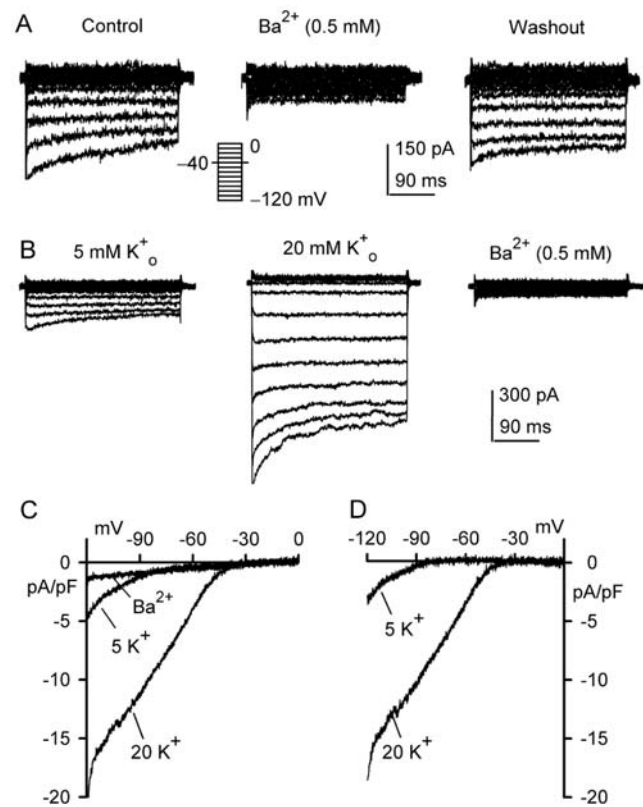 A
Control
Ba²⁺ (0.5 mM)
Washout
0
−40
−120 mV
150 pA
90 ms
B
5 mM K⁺ₒ
20 mM K⁺ₒ
Ba²⁺ (0.5 mM)
300 pA
90 ms
C
mV
-90 -60 -30 0
0
pA/pF
-5
-10
-15
-20
Ba²⁺
5 K⁺
20 K⁺
D
mV
-120 -90 -60 -30
0
pA/pF
-5
-10
-15
-20
5 K⁺
20 K⁺